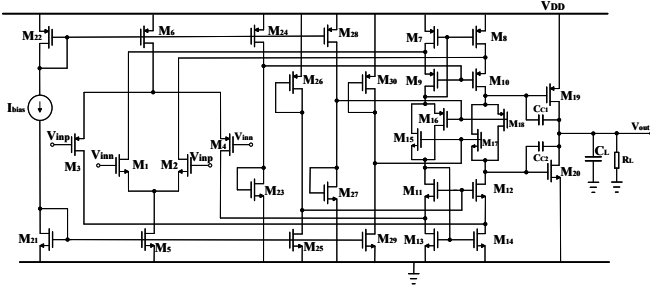 VDD
M22
M6
M24
M28
M7
M8
M26
M30
M9
M10
M19
Ibias
CC1
M16
M18
Vout
Vinp
M3
Vinn
M1
M2
Vinp
M4
Vinn
M15
M17
CC2
CL
RL
M20
M23
M27
M11
M12
M21
M5
M25
M29
M13
M14